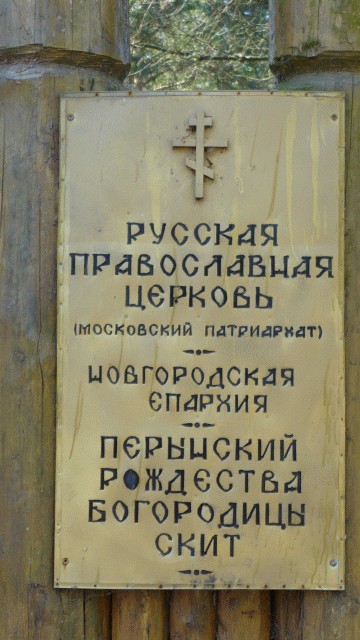 РУССКАЯ
ПРАВОСЛАВНАЯ
ЦЕРКОВЬ
(МОСКОВСКИЙ ПАТРИАРХАТ)
НОВГОРОДСКАЯ
ЕПАРХИЯ
ПЕРЫНСКИЙ
РОЖДЕСТВА
БОГОРОДИЦЫ
СКИТ